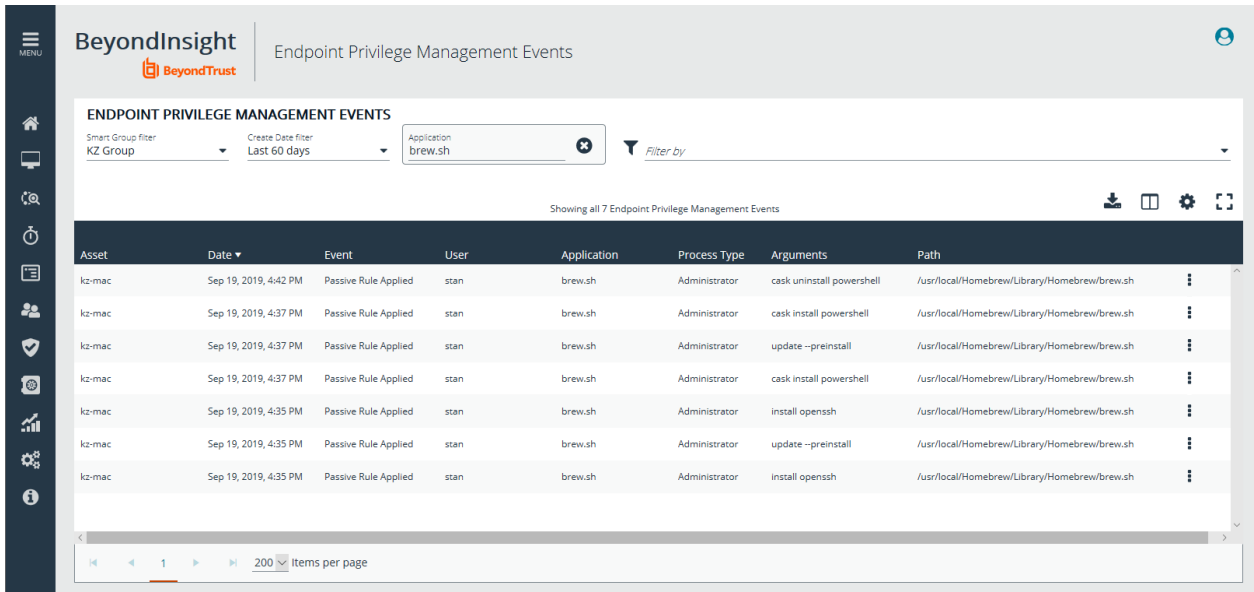 MENU
BeyondInsight
BeyondTrust
Endpoint Privilege Management Events
ENDPOINT PRIVILEGE MANAGEMENT EVENTS
Smart Group filter Create Date filter Application
KZ Group Last 60 days brew.sh Filter by
Showing all 7 Endpoint Privilege Management Events
Asset Date Event User Application Process Type Arguments Path
kz-mac Sep 19, 2019, 4:42 PM Passive Rule Applied stan brew.sh Administrator cask uninstall powershell /usr/local/Homebrew/Library/Homebrew/brew.sh
kz-mac Sep 19, 2019, 4:37 PM Passive Rule Applied stan brew.sh Administrator cask install powershell /usr/local/Homebrew/Library/Homebrew/brew.sh
kz-mac Sep 19, 2019, 4:37 PM Passive Rule Applied stan brew.sh Administrator update --preinstall /usr/local/Homebrew/Library/Homebrew/brew.sh
kz-mac Sep 19, 2019, 4:37 PM Passive Rule Applied stan brew.sh Administrator cask install powershell /usr/local/Homebrew/Library/Homebrew/brew.sh
kz-mac Sep 19, 2019, 4:35 PM Passive Rule Applied stan brew.sh Administrator install openssh /usr/local/Homebrew/Library/Homebrew/brew.sh
kz-mac Sep 19, 2019, 4:35 PM Passive Rule Applied stan brew.sh Administrator update --preinstall /usr/local/Homebrew/Library/Homebrew/brew.sh
kz-mac Sep 19, 2019, 4:35 PM Passive Rule Applied stan brew.sh Administrator install openssh /usr/local/Homebrew/Library/Homebrew/brew.sh
1 200 Items per page